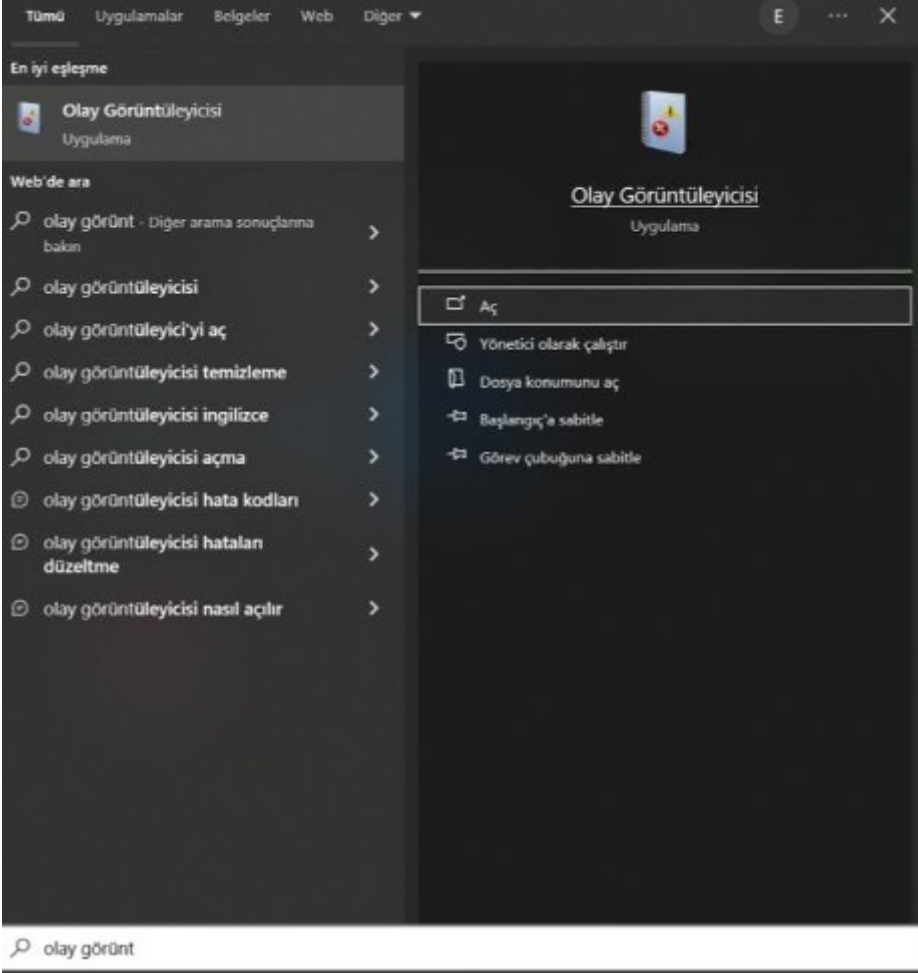 Tümü Uygulamalar Belgeler Web Diğer E
En iyi eşleşme
Olay Görüntüleyicisi
Uygulama
Web'de ara
olay görünt - Diğer arama sonuçlarına
bakın
olay görüntüleyicisi
olay görüntüleyici'yi aç
olay görüntüleyicisi temizleme
olay görüntüleyicisi ingilizce
olay görüntüleyicisi açma
olay görüntüleyicisi hata kodları
olay görüntüleyicisi hataları
düzeltme
olay görüntüleyicisi nasıl açılır
Olay Görüntüleyicisi
Uygulama
Aç
Yönetici olarak çalıştır
Dosya konumunu aç
Başlangıç'a sabitle
Görev çubuğuna sabitle
olay görünt